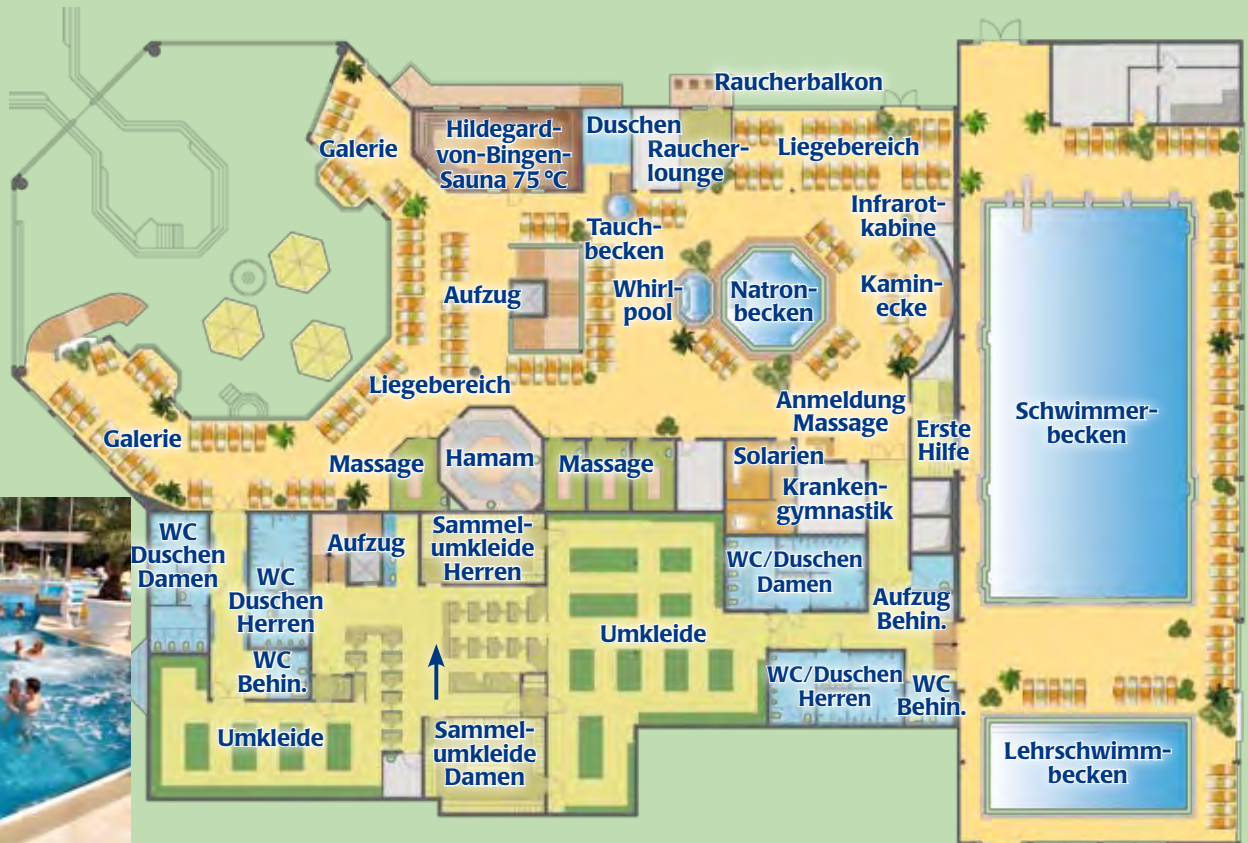 Raucherbalkon
Galerie
Hildegard-
von-Bingen-
Sauna 75 °C
Duschen
Raucher-
lounge
Liegebereich
Infrarot-
kabine
Tauch-
becken
Aufzug
Whirl-
pool
Natron-
becken
Kamin-
ecke
Liegebereich
Anmeldung
Massage
Schwimmer-
becken
Galerie
Massage
Hamam
Massage
Solarien
Erste
Hilfe
Kranken-
gymnastik
WC
Duschen
Damen
WC
Duschen
Herren
Aufzug
Sammel-
umkleide
Herren
WC/Duschen
Damen
Aufzug
Behin.
Umkleide
WC
Behin.
WC/Duschen
Herren
WC
Behin.
Umkleide
Sammel-
umkleide
Damen
Lehrschwimm-
becken